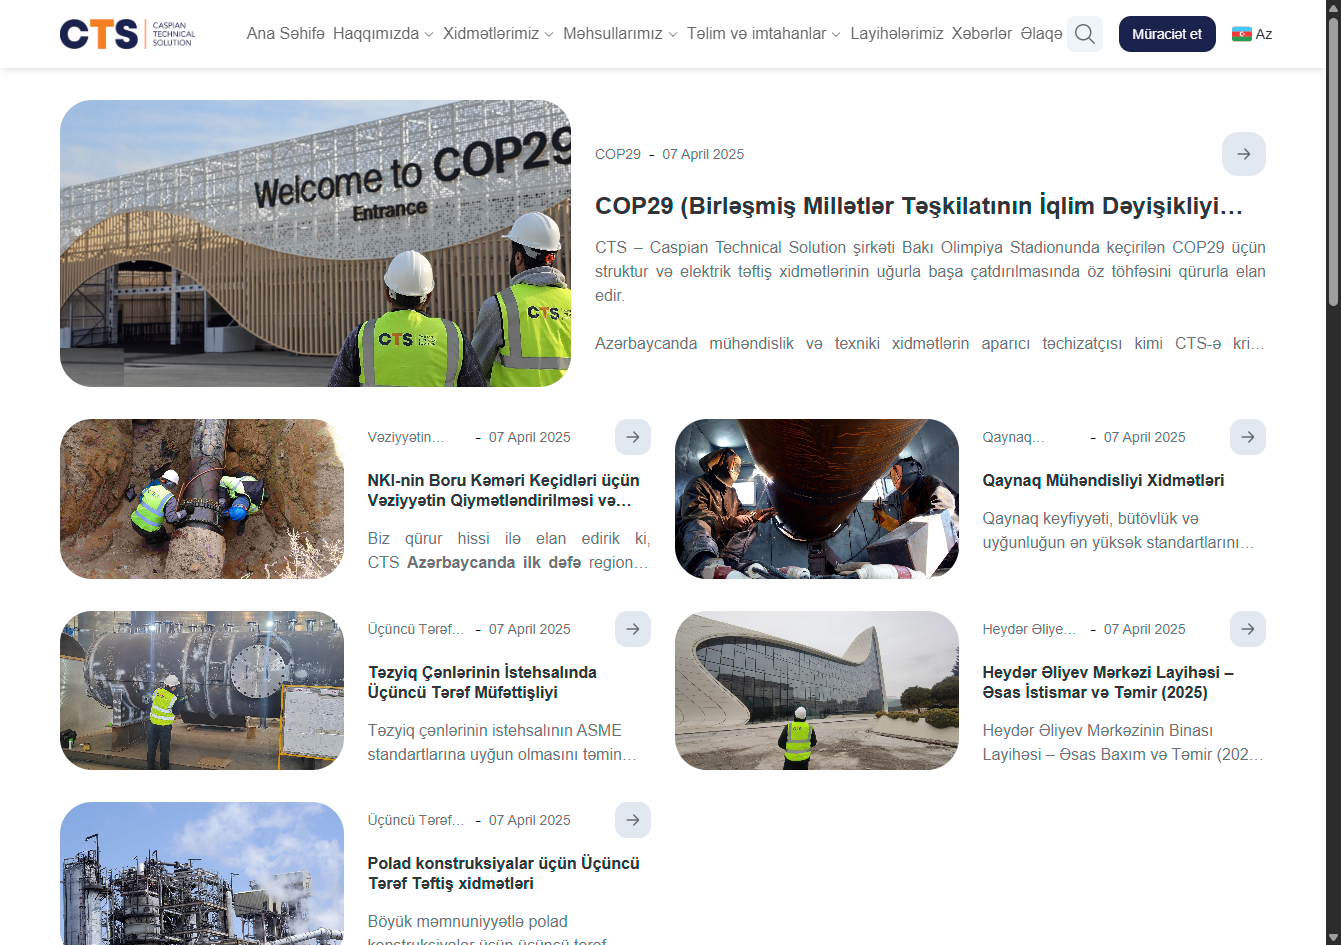 CTS CASPIAN TECHNICAL SOLUTION
Ana Səhifə Haqqımızda Xidmətlərimiz Məhsullarımız Təlim və imtahanlar Layihələrimiz Xəbərlər Əlaqə Müraciət et Az
Welcome to COP29
Entrance
CTS
CTS
COP29 - 07 April 2025
COP29 (Birləşmiş Millətlər Təşkilatının İqlim Dəyişikliyi…
CTS – Caspian Technical Solution şirkəti Bakı Olimpiya Stadionunda keçirilən COP29 üçün
struktur və elektrik təftiş xidmətlərinin uğurla başa çatdırılmasında öz töhfəsini qürurla elan
edir.
Azərbaycanda mühəndislik və texniki xidmətlərin aparıcı təchizatçısı kimi CTS-ə kri…
Vəziyyətin… - 07 April 2025
NKI-nin Boru Kəməri Keçidləri üçün
Vəziyyətin Qiymətləndirilməsi və…
Biz qürur hissi ilə elan edirik ki,
CTS Azərbaycanda ilk dəfə region…
Qaynaq… - 07 April 2025
Qaynaq Mühəndisliyi Xidmətləri
Qaynaq keyfiyyəti, bütövlük və
uyğunluğun ən yüksək standartlarını…
Üçüncü Tərəf… - 07 April 2025
Təzyiq Çənlərinin İstehsalında
Üçüncü Tərəf Müfəttişliyi
Təzyiq çənlərinin istehsalının ASME
standartlarına uyğun olmasını təmin…
Heydər Əliye… - 07 April 2025
Heydər Əliyev Mərkəzi Layihəsi –
Əsas İstismar və Təmir (2025)
Heydər Əliyev Mərkəzinin Binası
Layihəsi – Əsas Baxım və Təmir (202…
Üçüncü Tərəf… - 07 April 2025
Polad konstruksiyalar üçün Üçüncü
Tərəf Təftiş xidmətləri
Böyük məmnuniyyətlə polad
konstruksiyalar üçün üçüncü tərəf